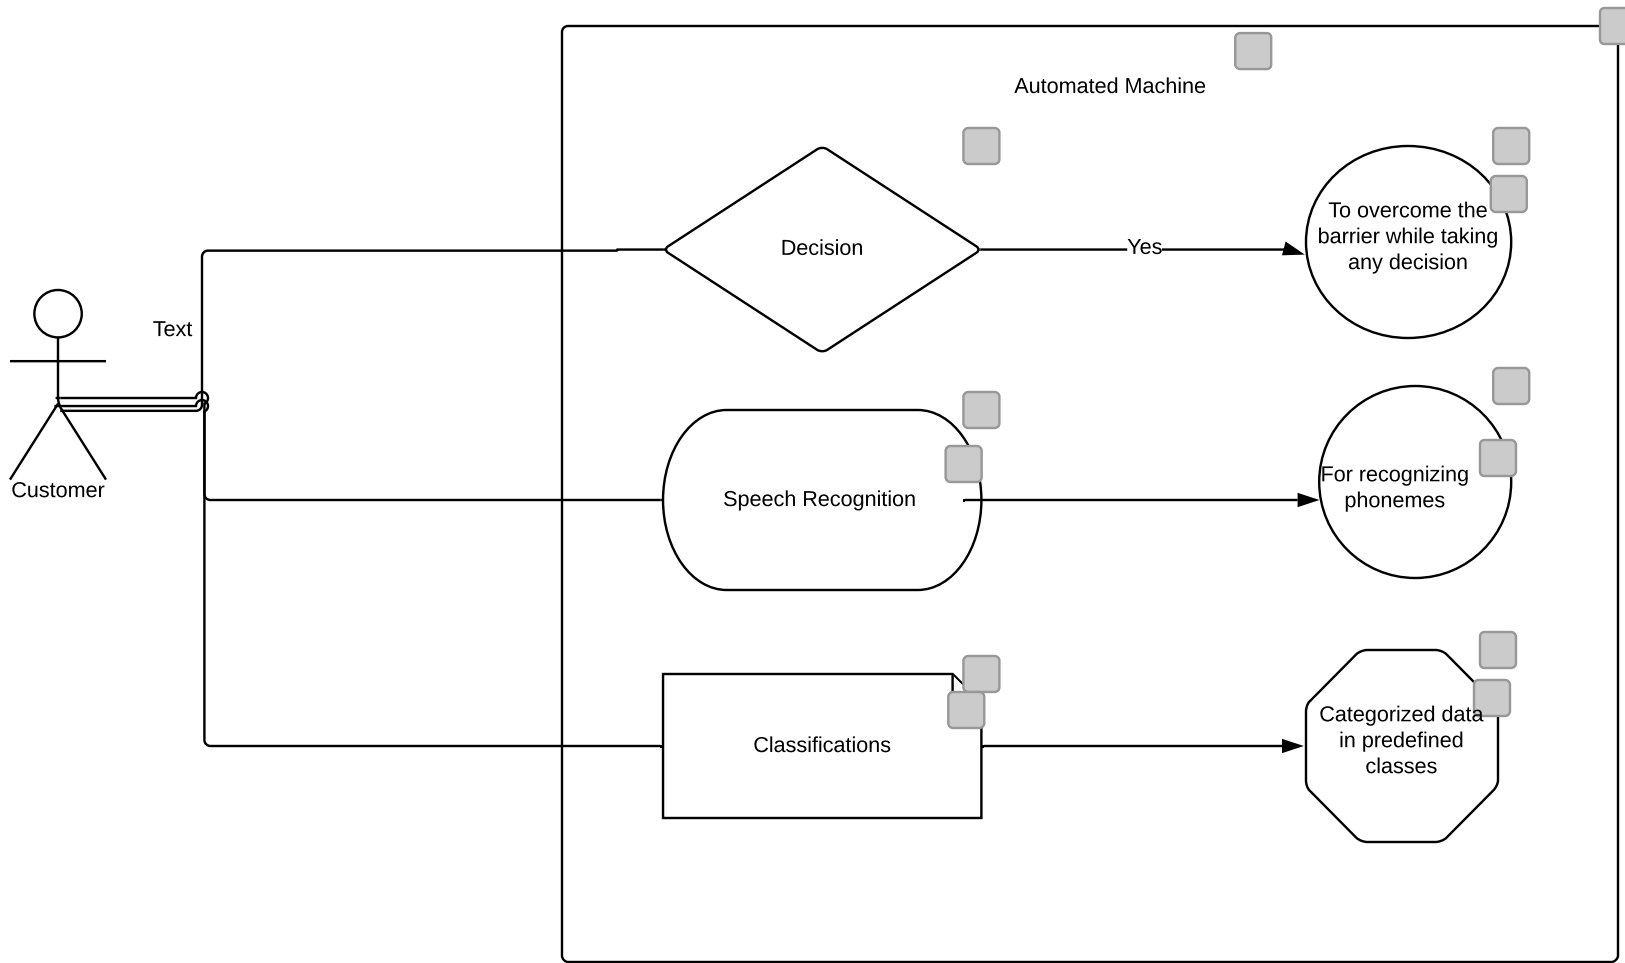 Automated Machine
Decision
Yes
To overcome the
barrier while taking
any decision
Text
Customer
Speech Recognition
For recognizing
phonemes
Classifications
Categorized data
in predefined
classes